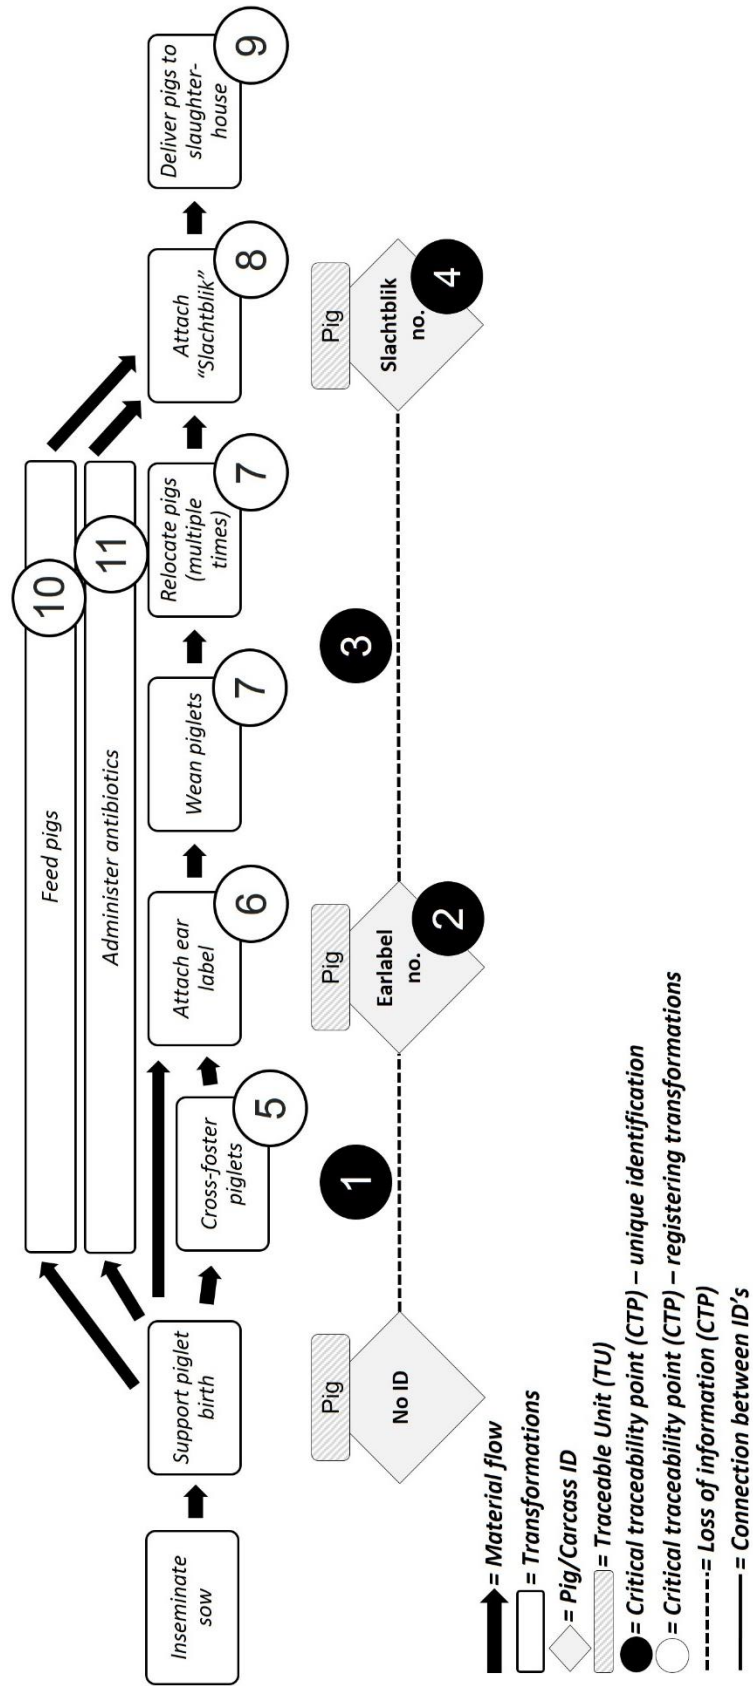 Feed pigs
10
Administer antibiotics
11
Inseminate
sow
Support piglet
birth
Cross-foster
piglets
5
Attach ear
label
6
Wean piglets
7
Relocate pigs
(multiple
times)
7
Attach
“Slachtblik”
8
Deliver pigs to
slaughter-
house
9
Pig
No ID
1
Pig
Earlabel
no.
2
3
Pig
Slachtblik
no.
4
= Material flow
= Transformations
= Pig/Carcass ID
= Traceable Unit (TU)
= Critical traceability point (CTP) – unique identification
= Critical traceability point (CTP) – registering transformations
= Loss of information (CTP)
= Connection between ID’s